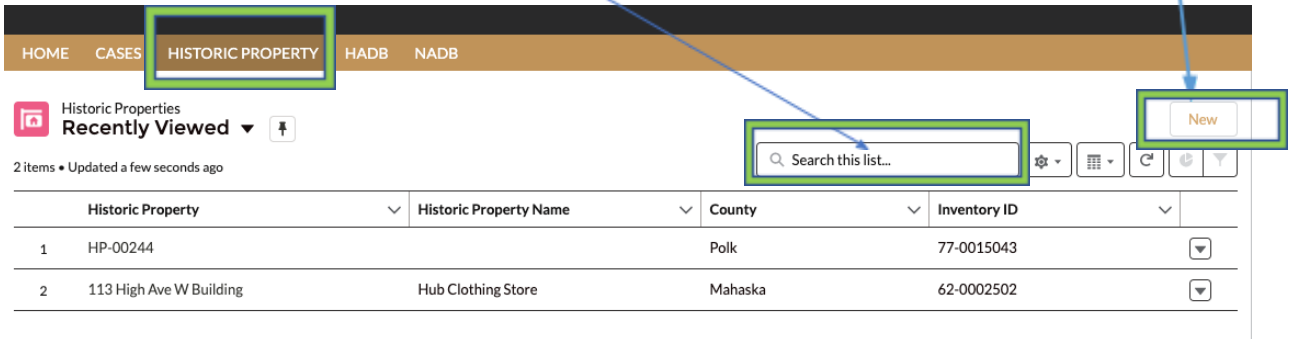 HOME CASES HISTORIC PROPERTY HADB NADB
Historic Properties
Recently Viewed
New
2 items • Updated a few seconds ago
Search this list...
Historic Property Historic Property Name County Inventory ID
1 HP-00244 Polk 77-0015043
2 113 High Ave W Building Hub Clothing Store Mahaska 62-0002502